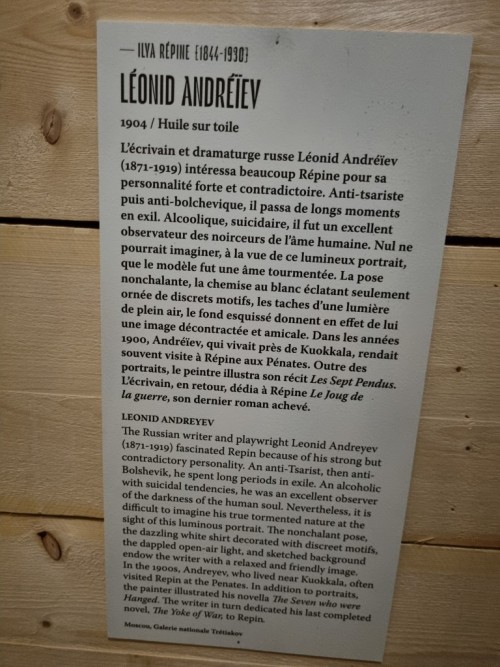 — ILYA RÉPINE {1844-1930}
LÉONID ANDRÉÏEV
1904 / Huile sur toile
L'écrivain et dramaturge russe Léonid Andréïev
(1871-1919) intéressa beaucoup Répine pour sa
personnalité forte et contradictoire. Anti-tsariste
puis anti-bolchevique, il passa de longs moments
en exil. Alcoolique, suicidaire, il fut un excellent
observateur des noirceurs de l'âme humaine. Nul ne
pourrait imaginer, à la vue de ce lumineux portrait,
que le modèle fut une âme tourmentée. La pose
nonchalante, la chemise au blanc éclatant seulement
ornée de discrets motifs, les taches d'une lumière
de plein air, le fond esquissé donnent en effet de lui
une image décontractée et amicale. Dans les années
1900, Andréïev, qui vivait près de Kuokkala, rendait
souvent visite à Répine aux Pénates. Outre des
portraits, le peintre illustra son récit Les Sept Pendus.
L'écrivain, en retour, dédia à Répine Le Joug de
la guerre, son dernier roman achevé.
LEONID ANDREYEV
The Russian writer and playwright Leonid Andreyev
(1871-1919) fascinated Repin because of his strong but
contradictory personality. An anti-Tsarist, then anti-
Bolshevik, he spent long periods in exile. An alcoholic
with suicidal tendencies, he was an excellent observer
of the darkness of the human soul. Nevertheless, it is
difficult to imagine his true tormented nature at the
sight of this luminous portrait. The nonchalant pose,
the dazzling white shirt decorated with discreet motifs,
the dappled open-air light, and sketched background
endow the writer with a relaxed and friendly image.
In the 1900s, Andreyev, who lived near Kuokkala, often
visited Repin at the Penates. In addition to portraits,
the painter illustrated his novella The Seven who were
Hanged. The writer in turn dedicated his last completed
novel, The Yoke of War, to Repin.
Moscou, Galerie nationale Trétiakov